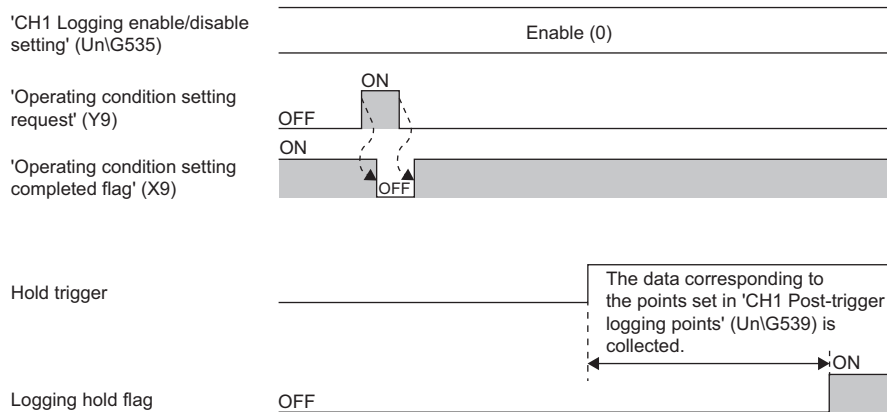 'CH1 Logging enable/disable
setting' (Un\G535)
Enable (0)
ON
'Operating condition setting
request' (Y9)
OFF
ON
'Operating condition setting
completed flag' (X9)
OFF
Hold trigger
The data corresponding to
the points set in 'CH1 Post-trigger
logging points' (Un\G539) is
collected.
ON
Logging hold flag
OFF